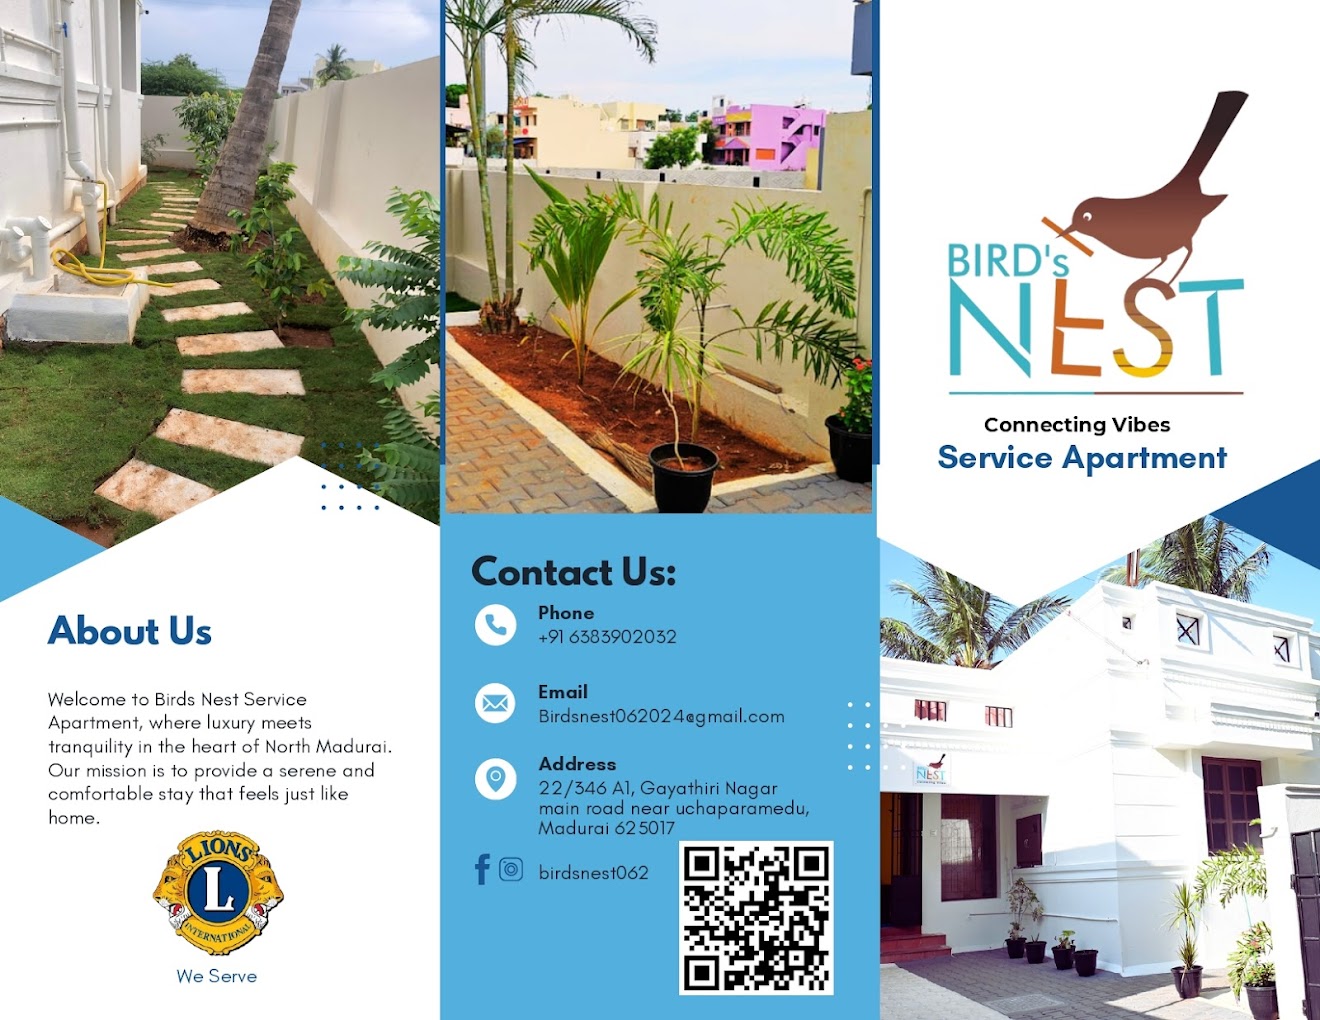 About Us
Welcome to Birds Nest Service
Apartment, where luxury meets
tranquility in the heart of North Madurai.
Our mission is to provide a serene and
comfortable stay that feels just like
home.
LIONS
L
INTERNATIONAL
We Serve
Contact Us:
Phone
+91 6383902032
Email
Birdsnest062024@gmail.com
Address
22/346 A1, Gayathiri Nagar
main road near uchaparamedu,
Madurai 625017
birdsnest062
BIRD's
NEST
Connecting Vibes
Service Apartment
NEST